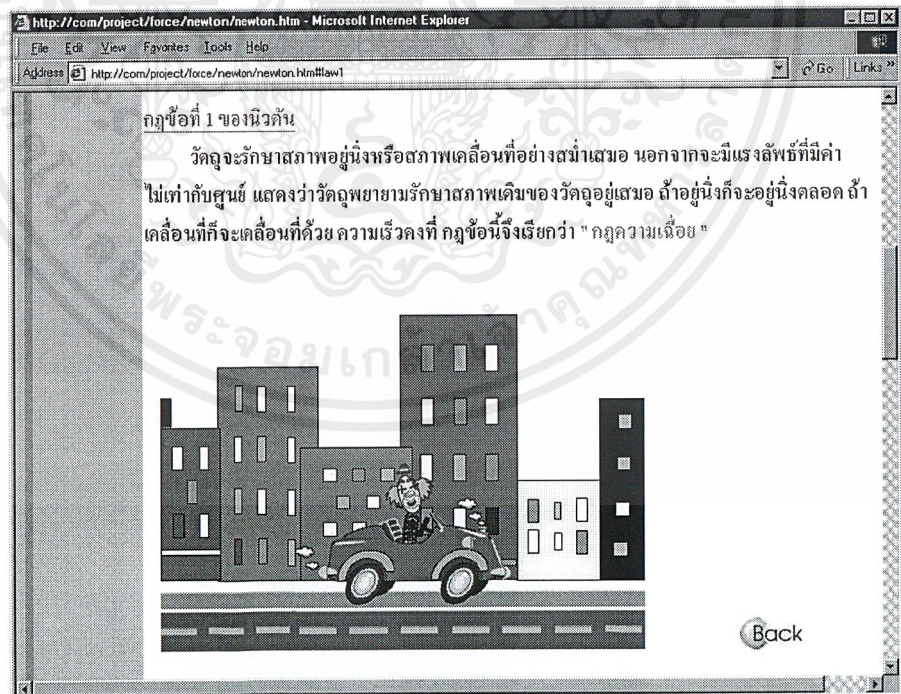 http://com/project/force/newton/newton.htm - Microsoft Internet Explorer
File Edit View Favorites Tools Help
Address http://com/project/force/newton/newton.htm#law1 Go Links »
กฎข้อที่ 1 ของนิวตัน
วัตถุจะรักษาสภาพอยู่นิ่งหรือสภาพเคลื่อนที่อย่างสม่ำเสมอ นอกจากจะมีแรงลัพธ์ที่มีค่า
ไม่เท่ากับศูนย์ แสดงว่าวัตถุพยายามรักษาสภาพเดิมของวัตถุอยู่เสมอ ถ้าอยู่นิ่งก็จะอยู่นิ่งตลอด ถ้า
เคลื่อนที่ก็จะเคลื่อนที่ด้วย ความเร็วคงที่ กฎข้อนี้จึงเรียกว่า " กฎความเฉื่อย "
Back